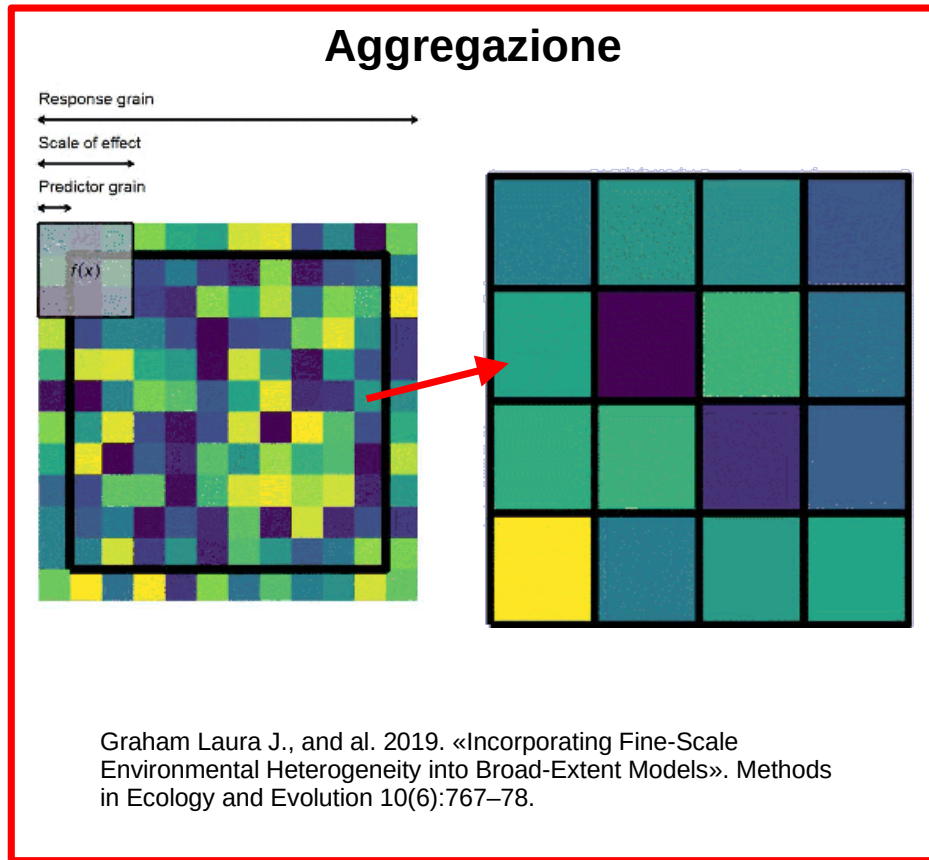 Aggregazione
Response grain
Scale of effect
Predictor grain
f(x)
Graham Laura J., and al. 2019. «Incorporating Fine-Scale
Environmental Heterogeneity into Broad-Extent Models». Methods
in Ecology and Evolution 10(6):767–78.